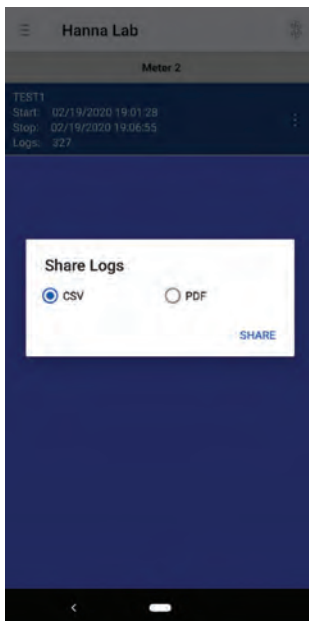 Hanna Lab
Meter 2
TEST1
Start: 02/19/2020 19:01:28
Stop: 02/19/2020 19:06:55
Logs: 327
Share Logs
CSV PDF
SHARE